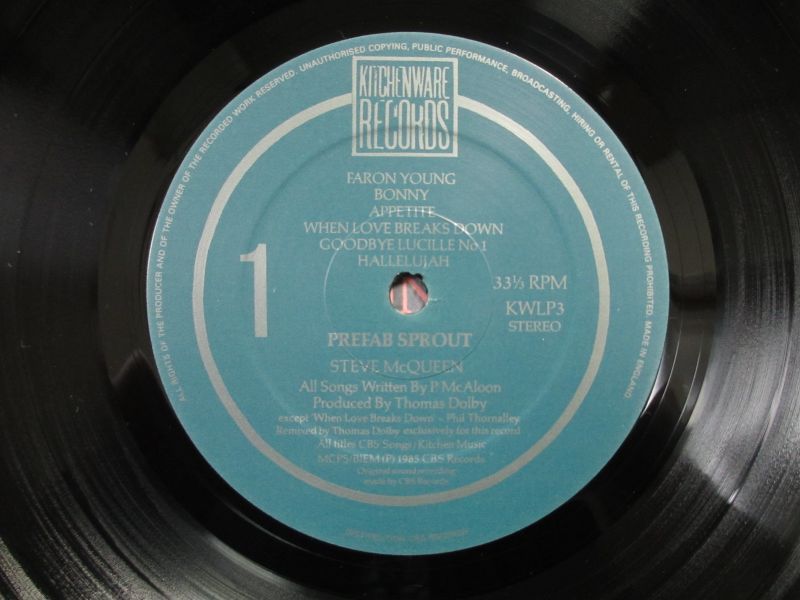 ALL RIGHTS OF THE PRODUCER AND OF THE OWNER OF THE RECORDED WORK RESERVED. UNAUTHORISED COPYING, PUBLIC PERFORMANCE, BROADCASTING, HIRING OR RENTAL OF THIS RECORDING PROHIBITED. MADE IN ENGLAND
KITCHENWARE
RECORDS
FARON YOUNG
BONNY
APPETITE
WHEN LOVE BREAKS DOWN
GOODBYE LUCILLE No 1
HALLELUJAH
1
33⅓ RPM
KWLP3
STEREO
PREFAB SPROUT
STEVE McQUEEN
All Songs Written By P McAloon
Produced By Thomas Dolby
except 'When Love Breaks Down' - Phil Thornalley
Remixed by Thomas Dolby exclusively for this record
All titles CBS Songs/Kitchen Music
MCPS/BIEM (P) 1985 CBS Records
Original sound recording
made by CBS Records